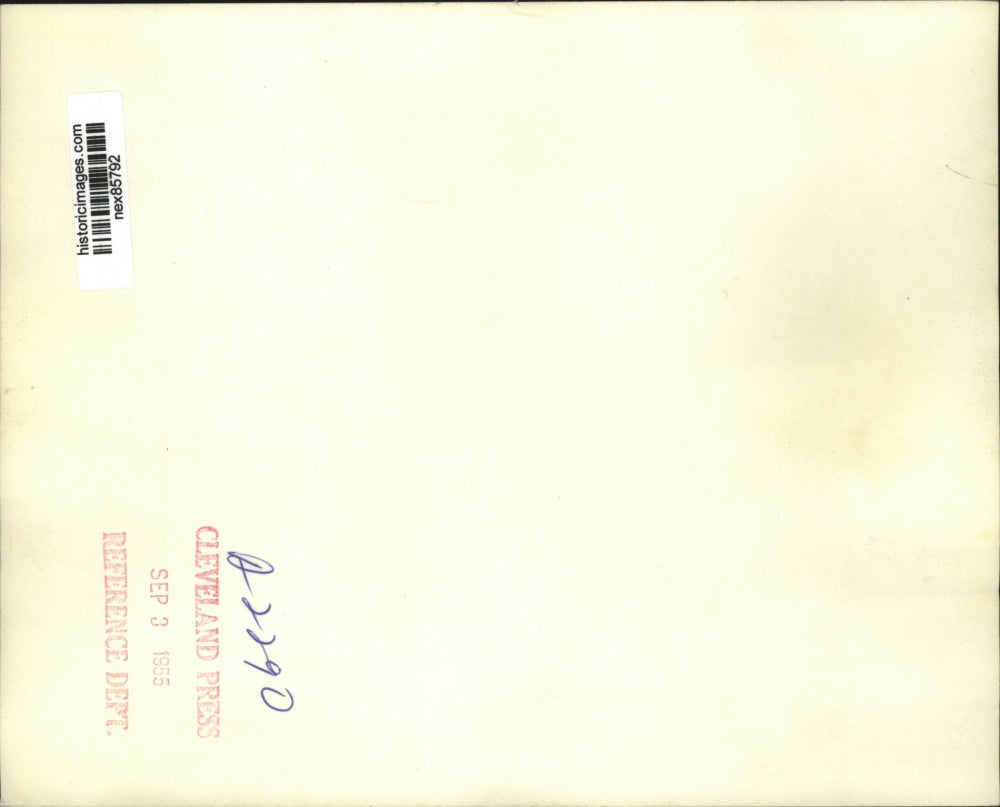 historicimages.com
nex85792
CLEVELAND PRESS
SEP 3 1955
REFERENCE DEPT.